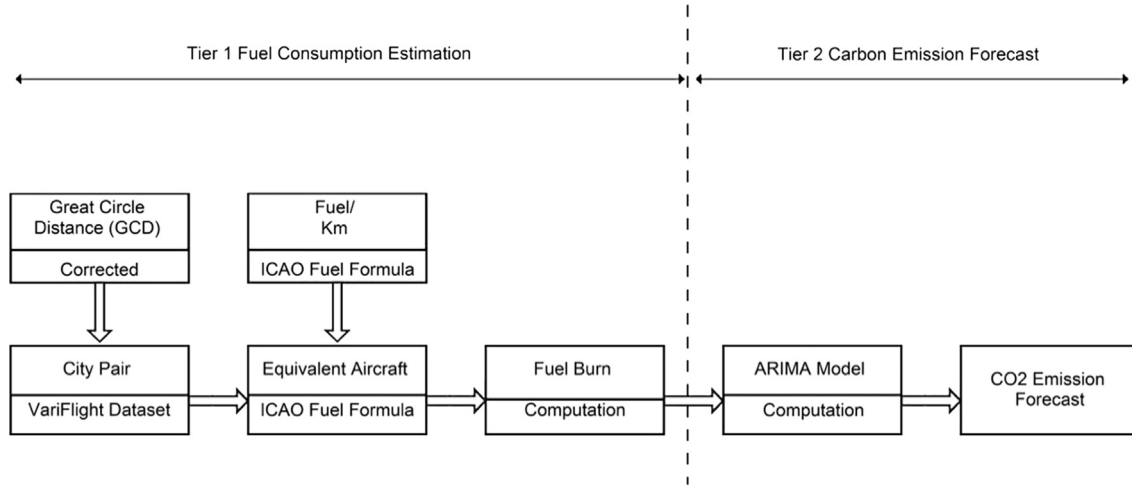 Tier 1 Fuel Consumption Estimation
Tier 2 Carbon Emission Forecast
Great Circle
Distance (GCD)
Corrected
Fuel/
Km
ICAO Fuel Formula
City Pair
VariFlight Dataset
Equivalent Aircraft
ICAO Fuel Formula
Fuel Burn
Computation
ARIMA Model
Computation
CO2 Emission
Forecast